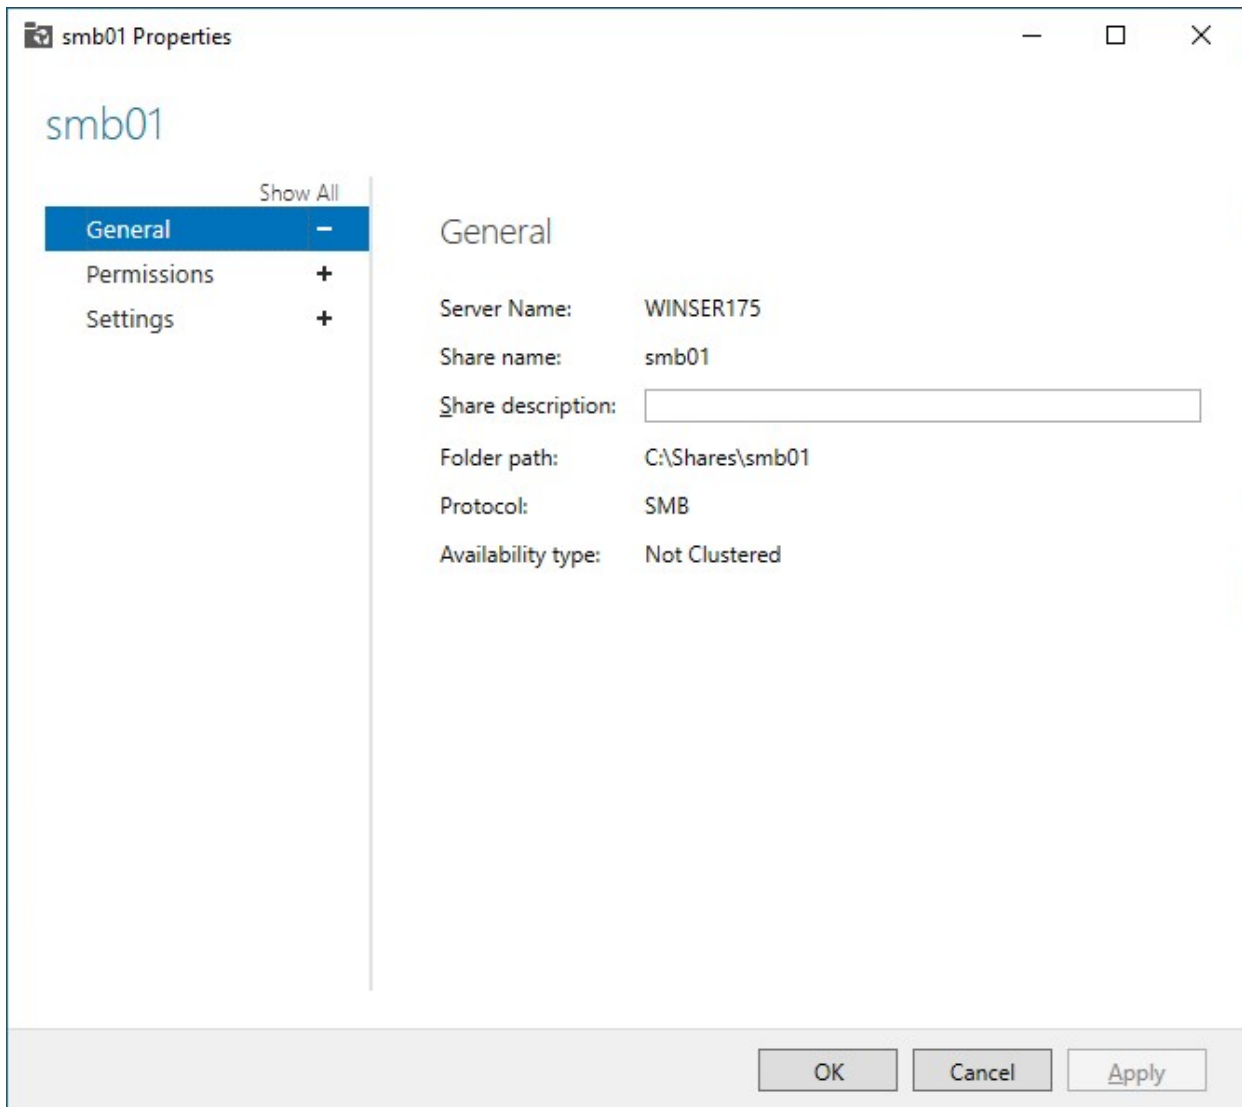 smb01 Properties
smb01
Show All
General
Permissions
Settings
General
Server Name: WINSER175
Share name: smb01
Share description:
Folder path: C:\Shares\smb01
Protocol: SMB
Availability type: Not Clustered
OK Cancel Apply